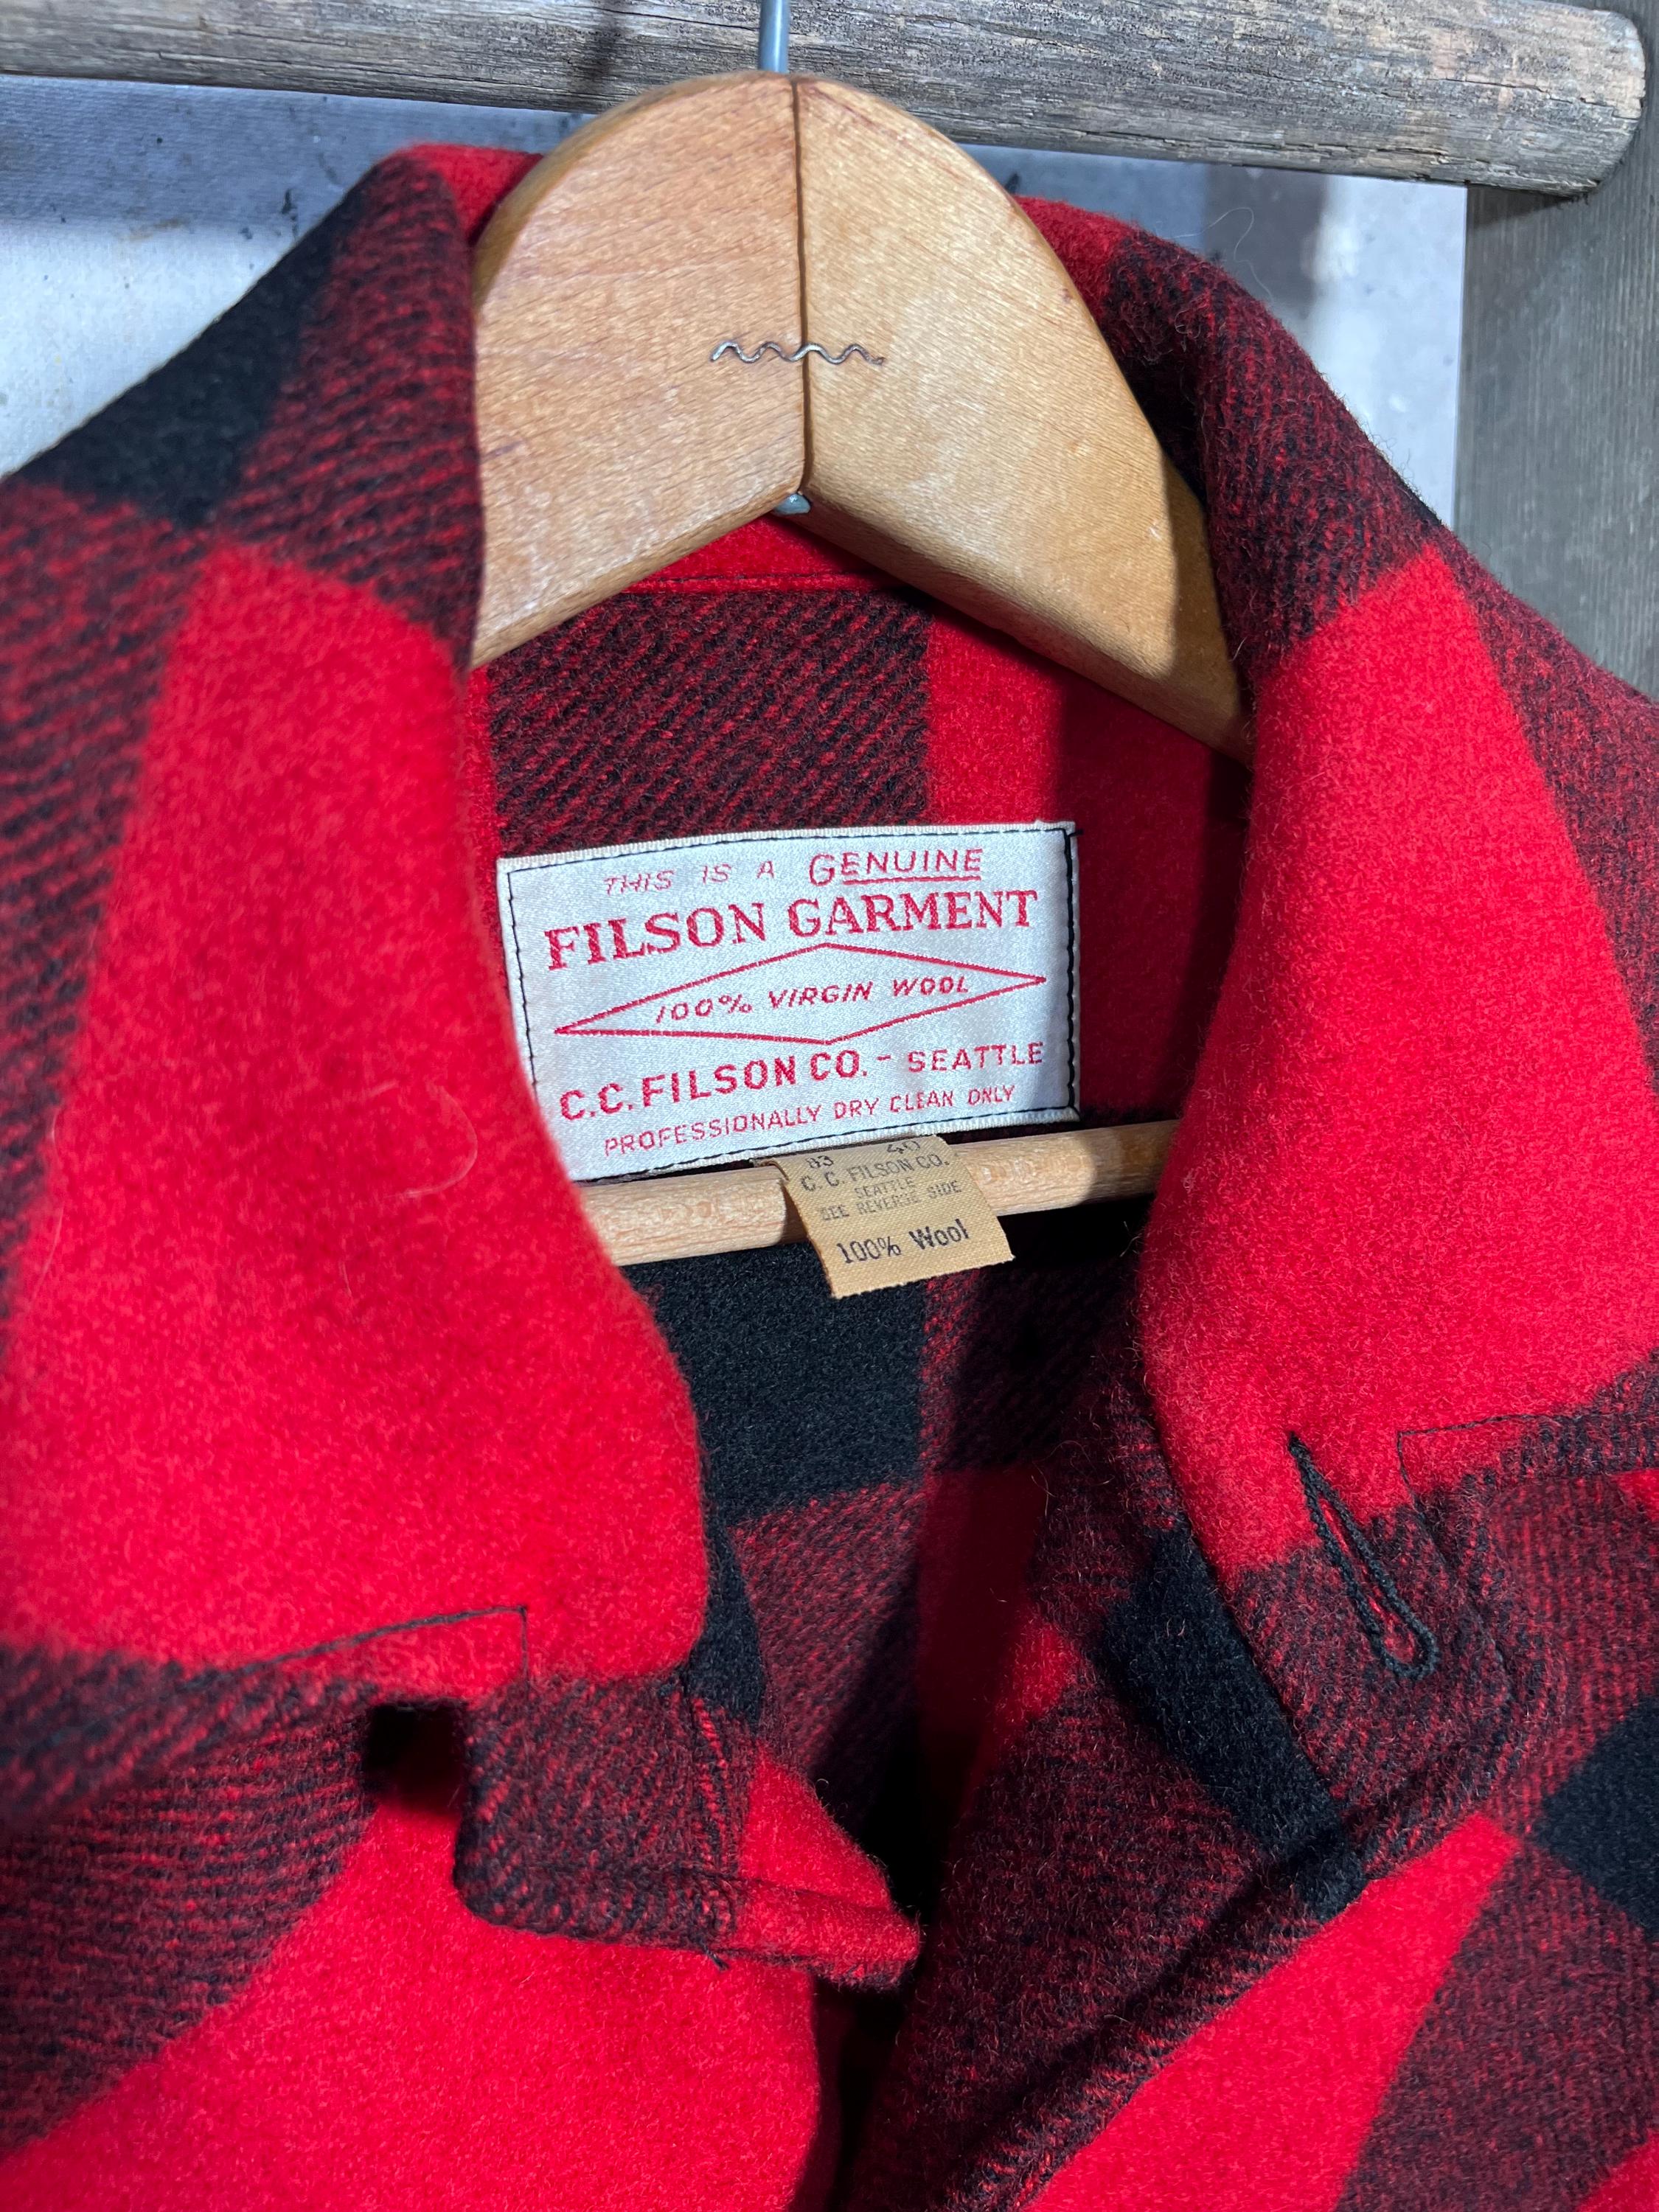 THIS IS A GENUINE
FILSON GARMENT
100% VIRGIN WOOL
C.C. FILSON CO. - SEATTLE
PROFESSIONALLY DRY CLEAN ONLY
83 40
C. C. FILSON CO.
SEATTLE
SEE REVERSE SIDE
100% Wool